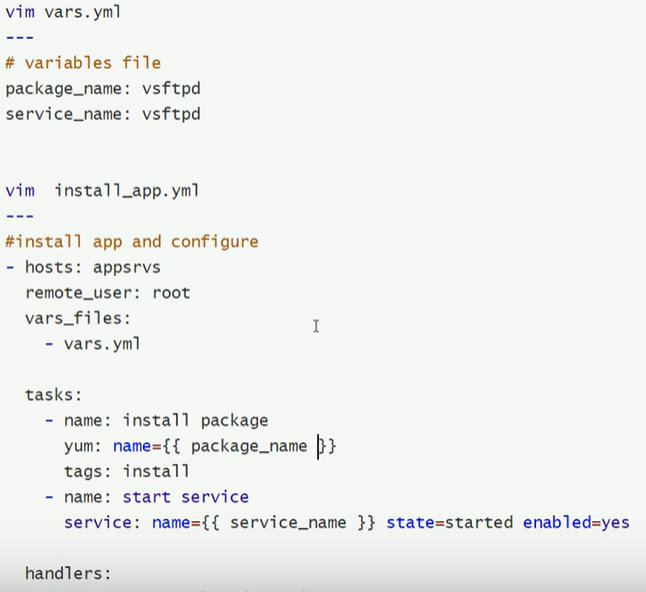 vim vars.yml
---
# variables file
package_name: vsftpd
service_name: vsftpd
vim  install_app.yml
---
#install app and configure
- hosts: appsrvs
  remote_user: root
  vars_files:
    - vars.yml
  tasks:
    - name: install package
      yum: name={{ package_name }}
      tags: install
    - name: start service
      service: name={{ service_name }} state=started enabled=yes
  handlers: